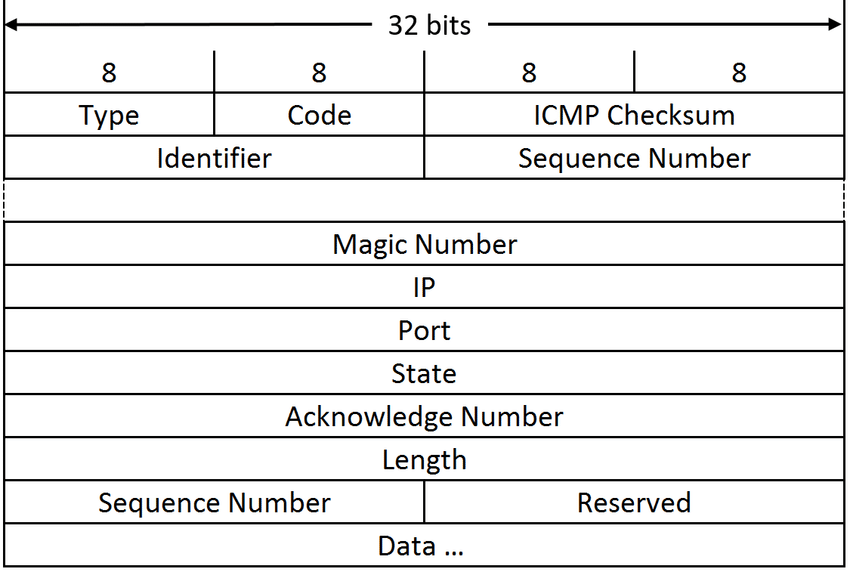 32 bits
8 8 8 8
Type Code ICMP Checksum
Identifier Sequence Number
Magic Number
IP
Port
State
Acknowledge Number
Length
Sequence Number Reserved
Data ...